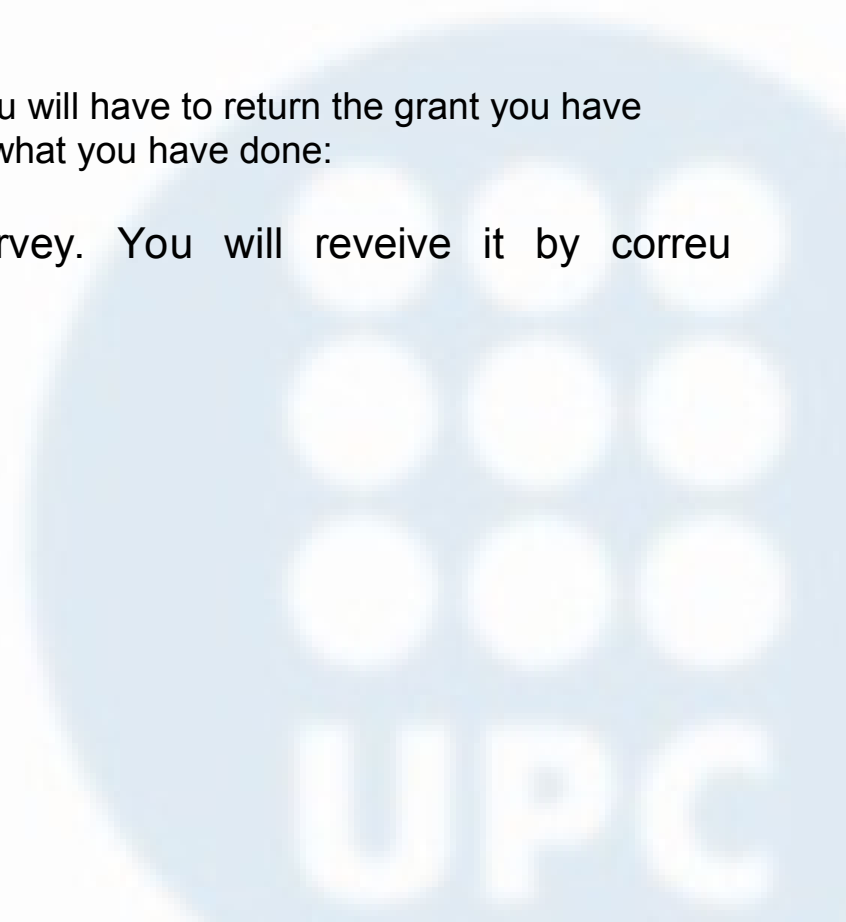 u will have to return the grant you have
what you have done:
rvey. You will reveive it by correu
UPC